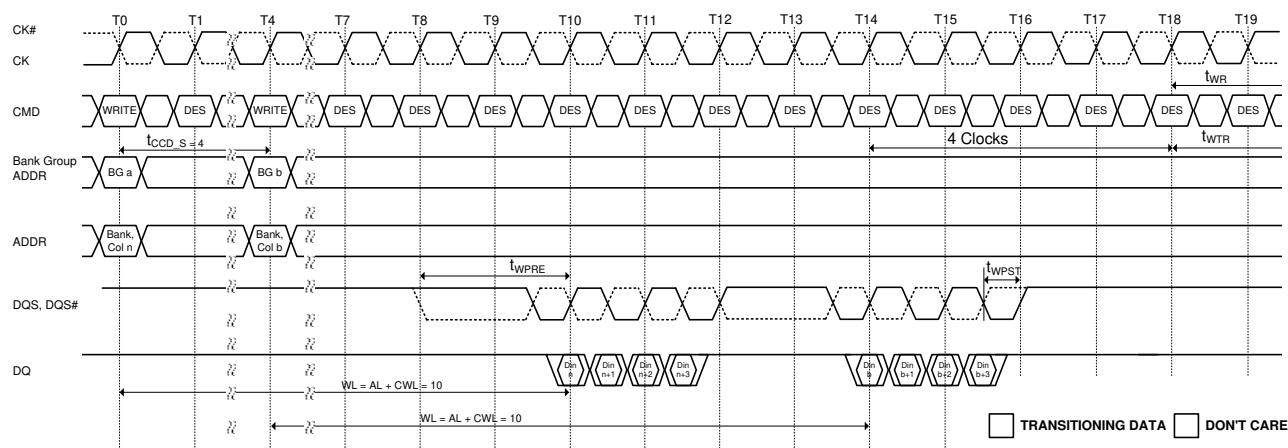 T0 T1 T4 T7 T8 T9 T10 T11 T12 T13 T14 T15 T16 T17 T18 T19
CK#
CK
tWR
CMD WRITE DES WRITE DES DES DES DES DES DES DES DES DES DES DES DES DES
tCCD_S = 4
4 Clocks
tWTR
Bank Group
ADDR
BG a BG b
ADDR
Bank, Col n
Bank, Col b
tWPRE
tWPST
DQS, DQS#
DQ
Din n
Din n+1
Din n+2
Din n+3
Din b
Din b+1
Din b+2
Din b+3
WL = AL + CWL = 10
WL = AL + CWL = 10
TRANSITIONING DATA DON'T CARE